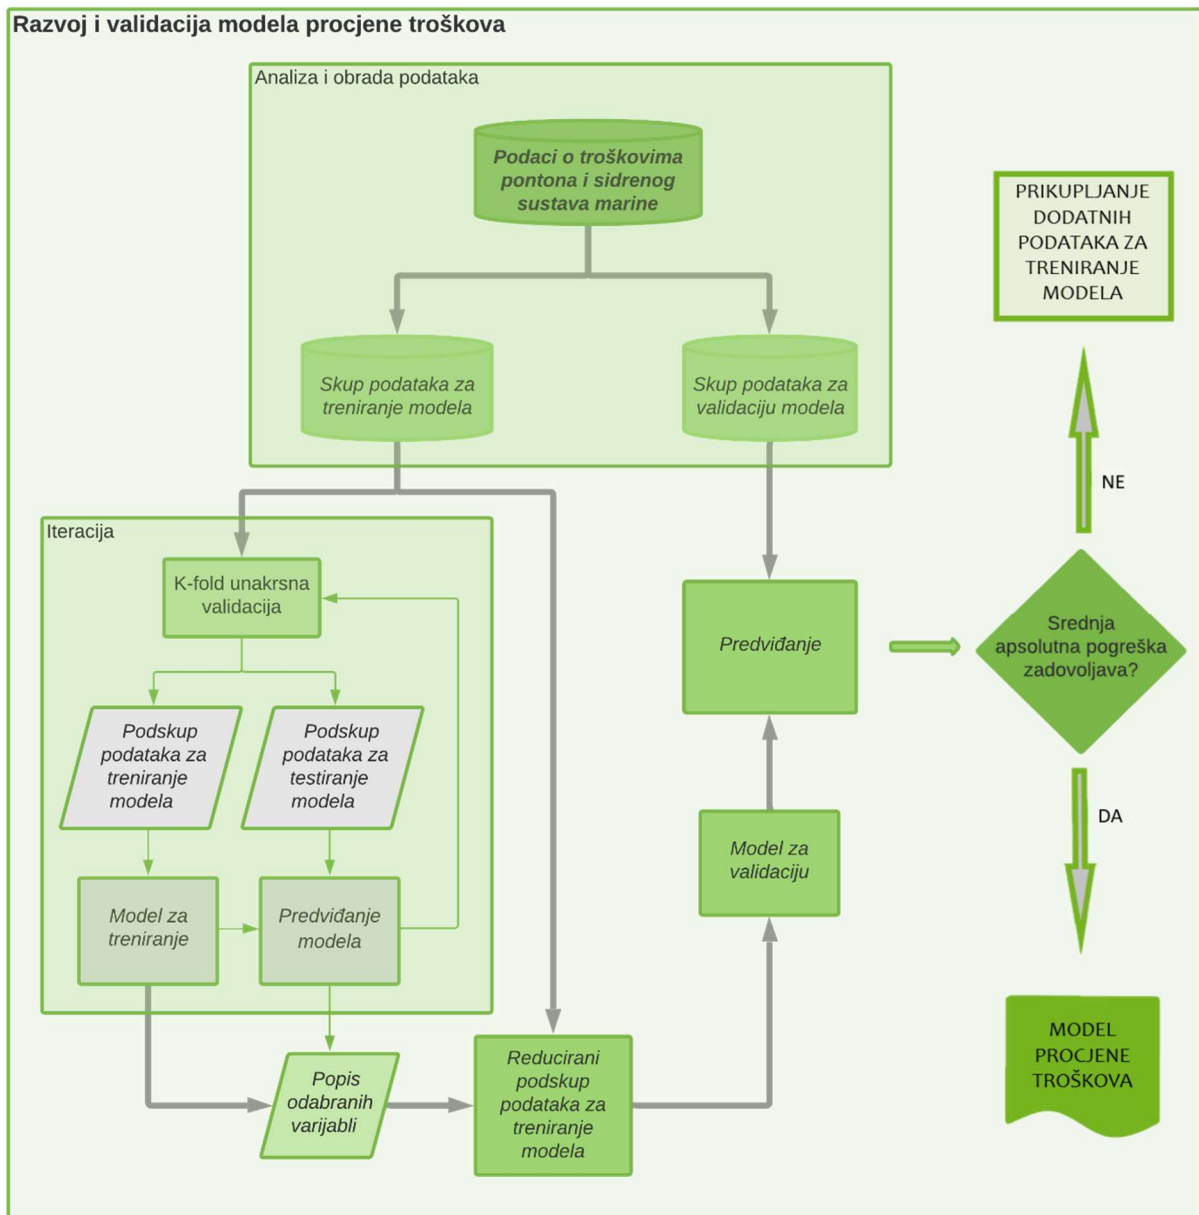 Razvoj i validacija modela procjene troškova
Analiza i obrada podataka
Podaci o troškovima
pontona i sidrenog
sustava marine
Skup podataka za
treniranje modela
Skup podataka za
validaciju modela
PRIKUPLJANJE
DODATNIH
PODATAKA ZA
TRENIRANJE
MODELA
NE
Iteracija
K-fold unakrsna
validacija
Podskup
podataka za
treniranje
modela
Podskup
podataka za
testiranje
modela
Model za
treniranje
Predviđanje
modela
Predviđanje
Srednja
apsolutna pogreška
zadovoljava?
Model za
validaciju
DA
Popis
odabranih
varijabli
Reducirani
podskup
podataka za
treniranje
modela
MODEL
PROCJENE
TROŠKOVA